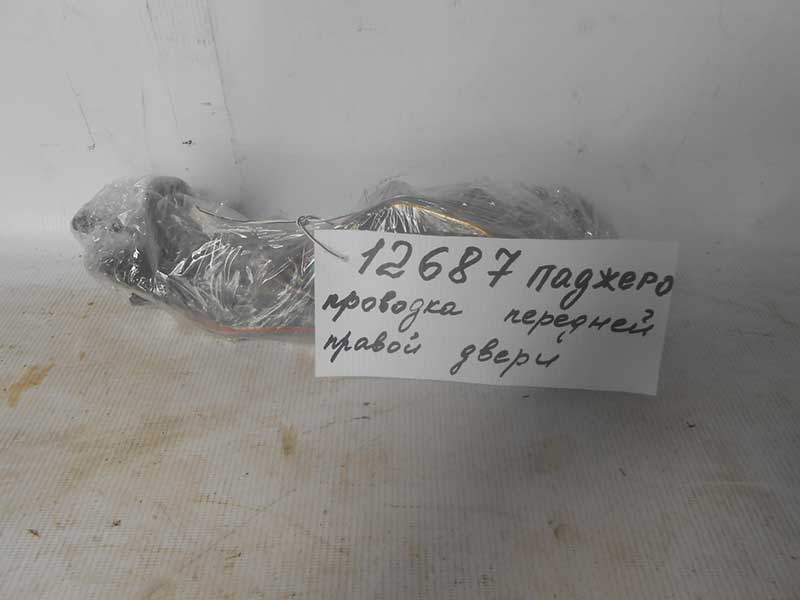 12687 Паджеро
проводка передней
правой двери